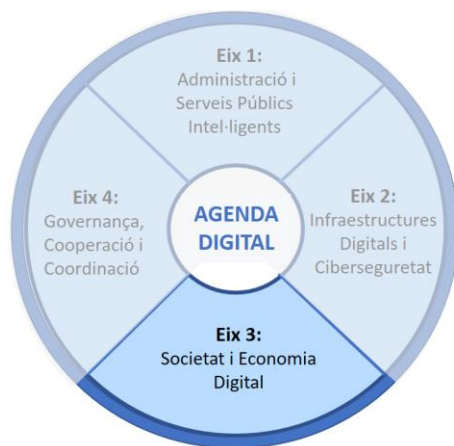 Eix 1:
Administració i
Serveis Públics
Intel·ligents
Eix 4:
Governança,
Cooperació i
Coordinació
AGENDA
DIGITAL
Eix 2:
Infraestructures
Digitals i
Ciberseguretat
Eix 3:
Societat i Economia
Digital